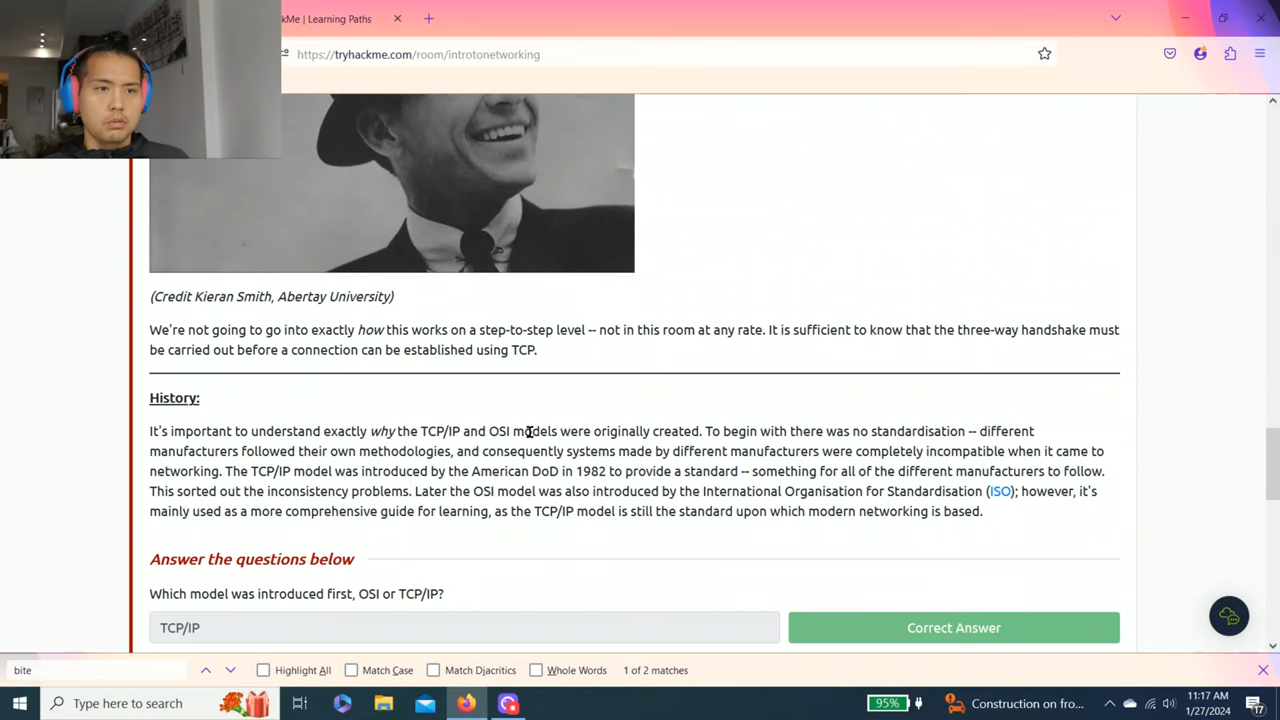 kMe | Learning Paths
https://tryhackme.com/room/introtonetworking
(Credit Kieran Smith, Abertay University)
We're not going to go into exactly how this works on a step-to-step level -- not in this room at any rate. It is sufficient to know that the three-way handshake must
be carried out before a connection can be established using TCP.
History:
It's important to understand exactly why the TCP/IP and OSI models were originally created. To begin with there was no standardisation -- different
manufacturers followed their own methodologies, and consequently systems made by different manufacturers were completely incompatible when it came to
networking. The TCP/IP model was introduced by the American DoD in 1982 to provide a standard -- something for all of the different manufacturers to follow.
This sorted out the inconsistency problems. Later the OSI model was also introduced by the International Organisation for Standardisation (ISO); however, it's
mainly used as a more comprehensive guide for learning, as the TCP/IP model is still the standard upon which modern networking is based.
Answer the questions below
Which model was introduced first, OSI or TCP/IP?
TCP/IP
Correct Answer
bite
Highlight All
Match Case
Match Diacritics
Whole Words
1 of 2 matches
Type here to search
95%
Construction on fro...
11:17 AM
1/27/2024
17